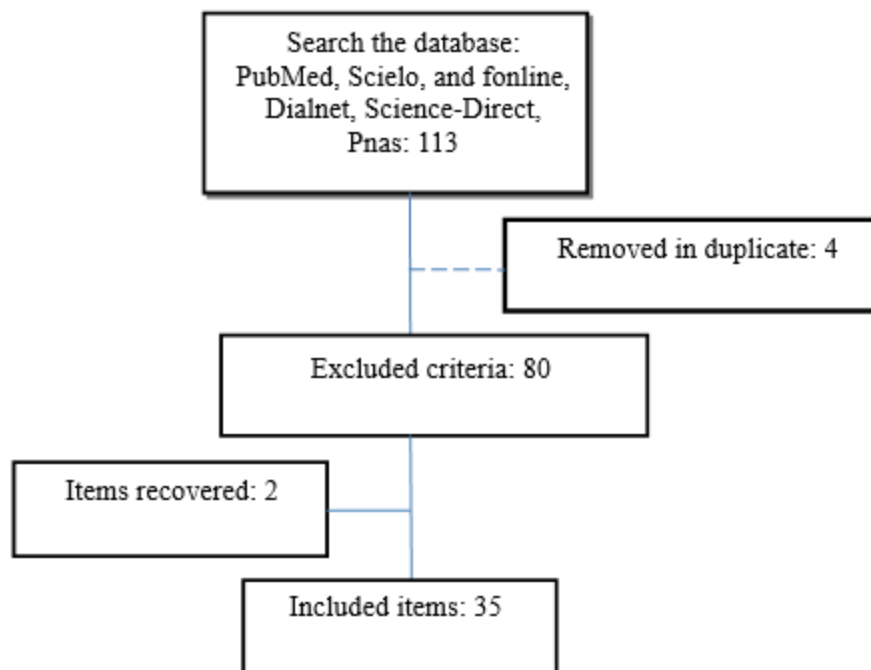 Search the database:
PubMed, Scielo, and fonline,
Dialnet, Science-Direct,
Pnas: 113
Removed in duplicate: 4
Excluded criteria: 80
Items recovered: 2
Included items: 35